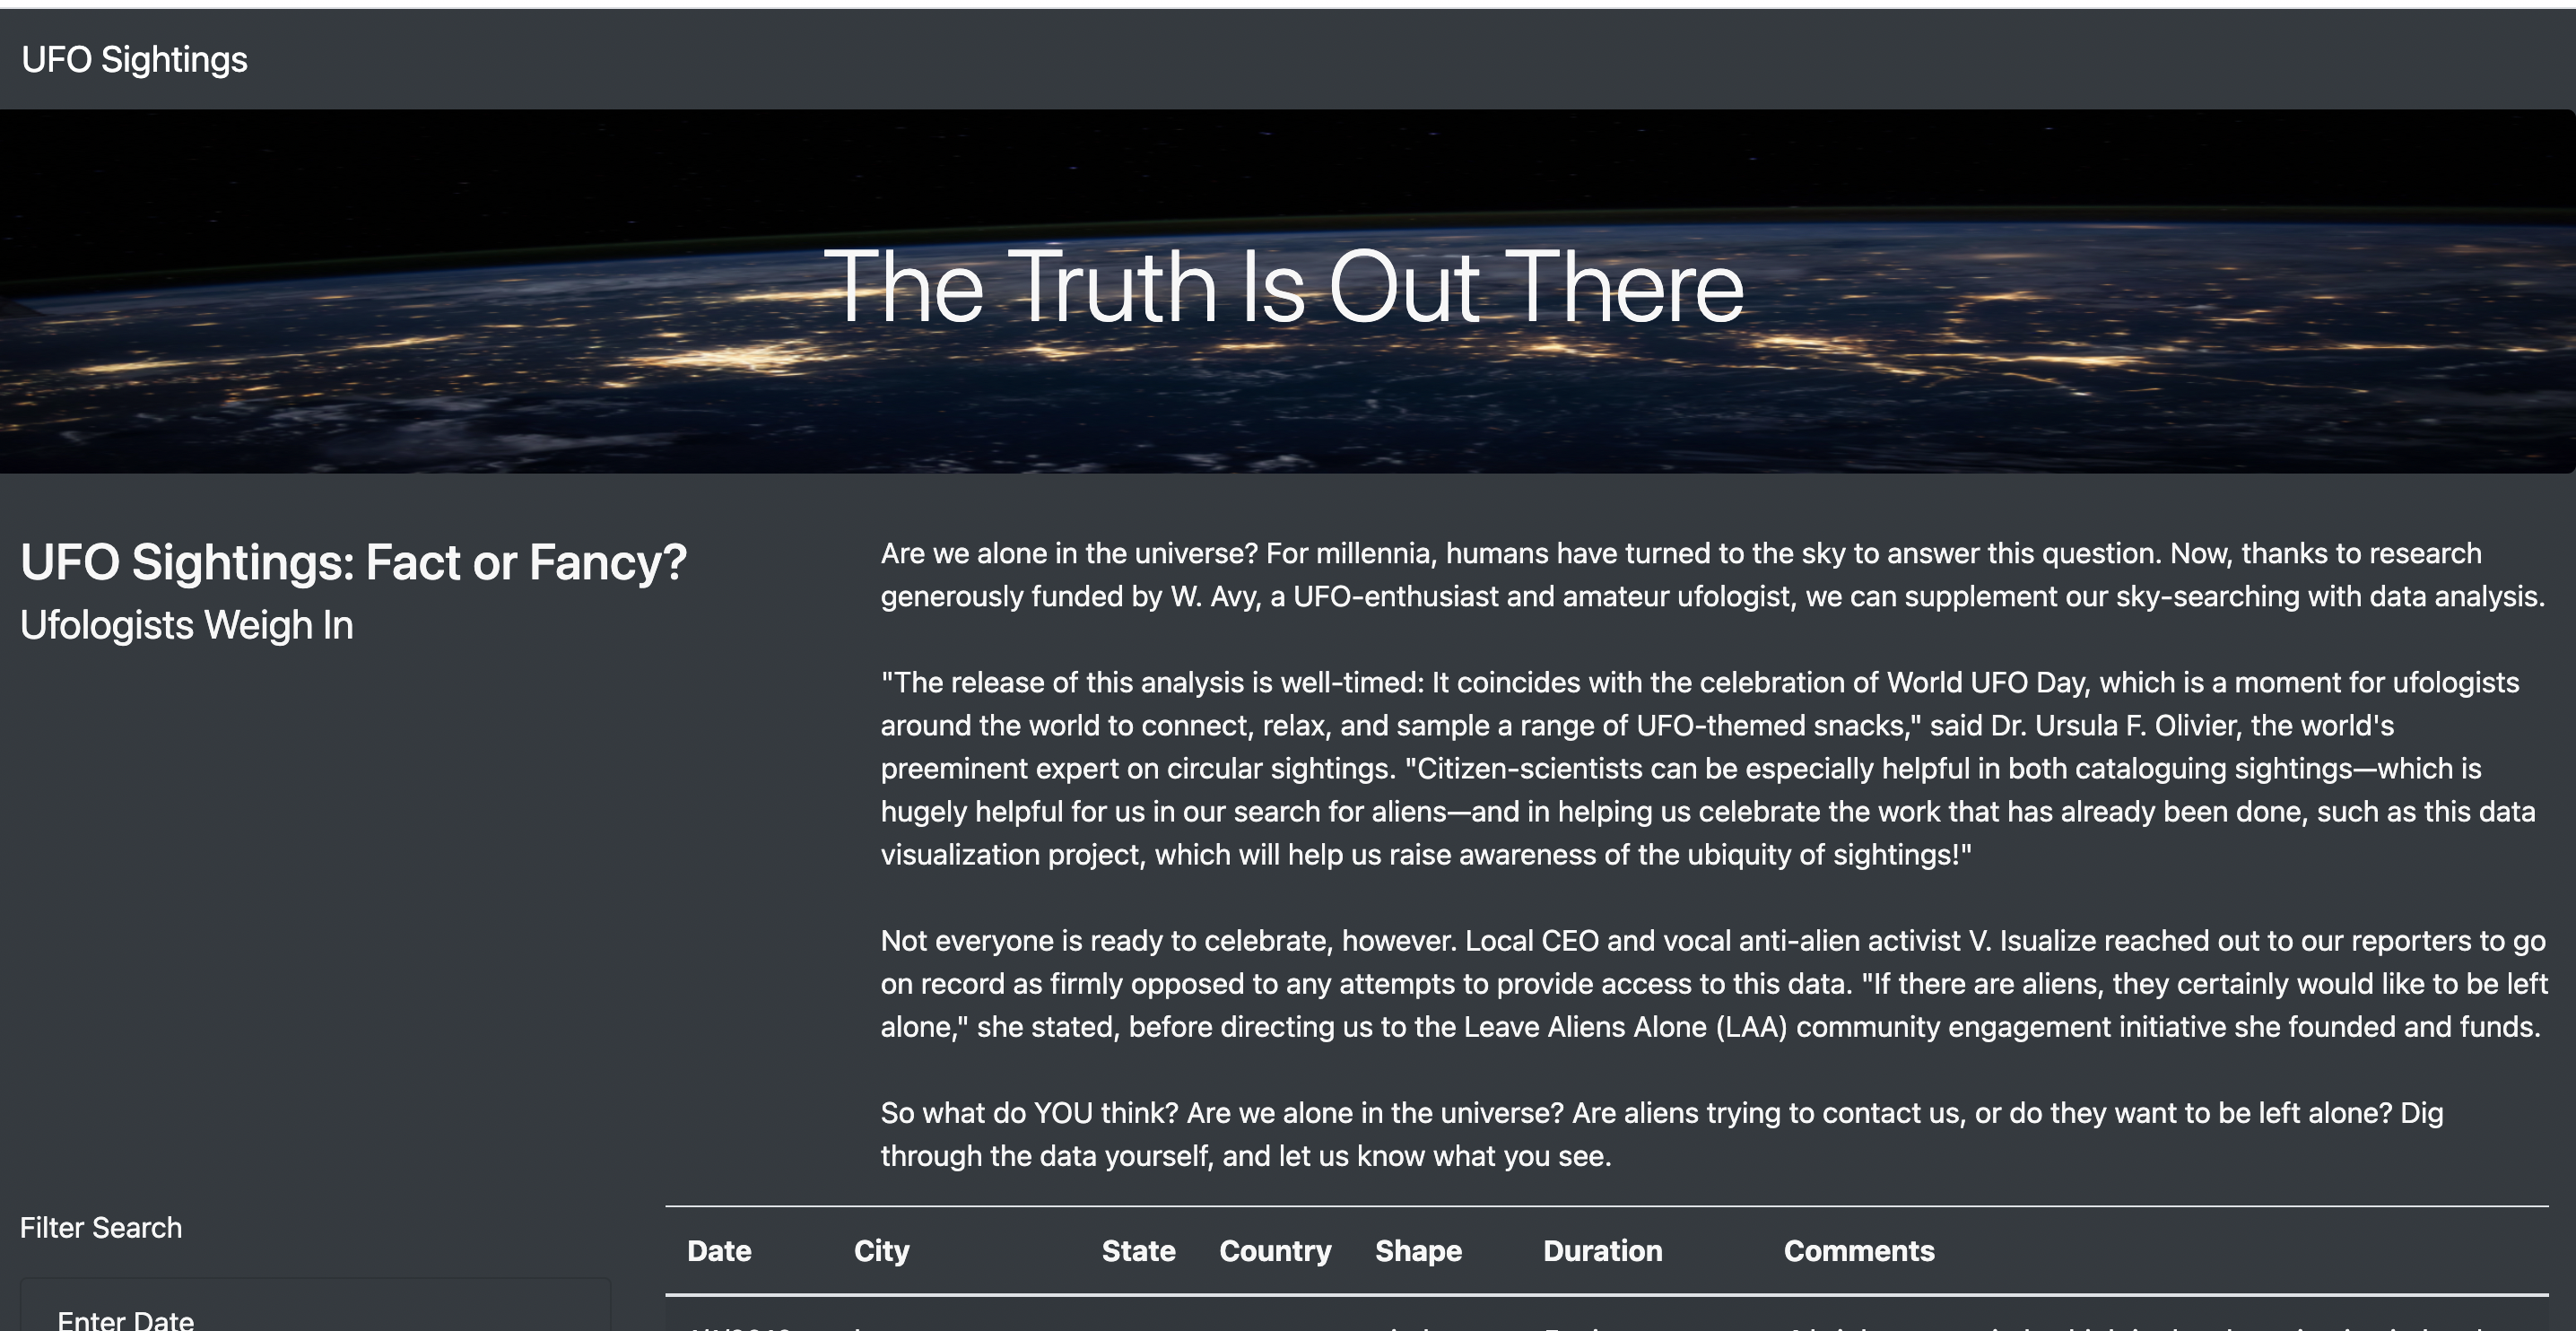 UFO Sightings
The Truth Is Out There
UFO Sightings: Fact or Fancy?
Ufologists Weigh In
Are we alone in the universe? For millennia, humans have turned to the sky to answer this question. Now, thanks to research
generously funded by W. Avy, a UFO-enthusiast and amateur ufologist, we can supplement our sky-searching with data analysis.
"The release of this analysis is well-timed: It coincides with the celebration of World UFO Day, which is a moment for ufologists
around the world to connect, relax, and sample a range of UFO-themed snacks," said Dr. Ursula F. Olivier, the world's
preeminent expert on circular sightings. "Citizen-scientists can be especially helpful in both cataloguing sightings—which is
hugely helpful for us in our search for aliens—and in helping us celebrate the work that has already been done, such as this data
visualization project, which will help us raise awareness of the ubiquity of sightings!"
Not everyone is ready to celebrate, however. Local CEO and vocal anti-alien activist V. Isualize reached out to our reporters to go
on record as firmly opposed to any attempts to provide access to this data. "If there are aliens, they certainly would like to be left
alone," she stated, before directing us to the Leave Aliens Alone (LAA) community engagement initiative she founded and funds.
So what do YOU think? Are we alone in the universe? Are aliens trying to contact us, or do they want to be left alone? Dig
through the data yourself, and let us know what you see.
Filter Search
Enter Date
Date City State Country Shape Duration Comments